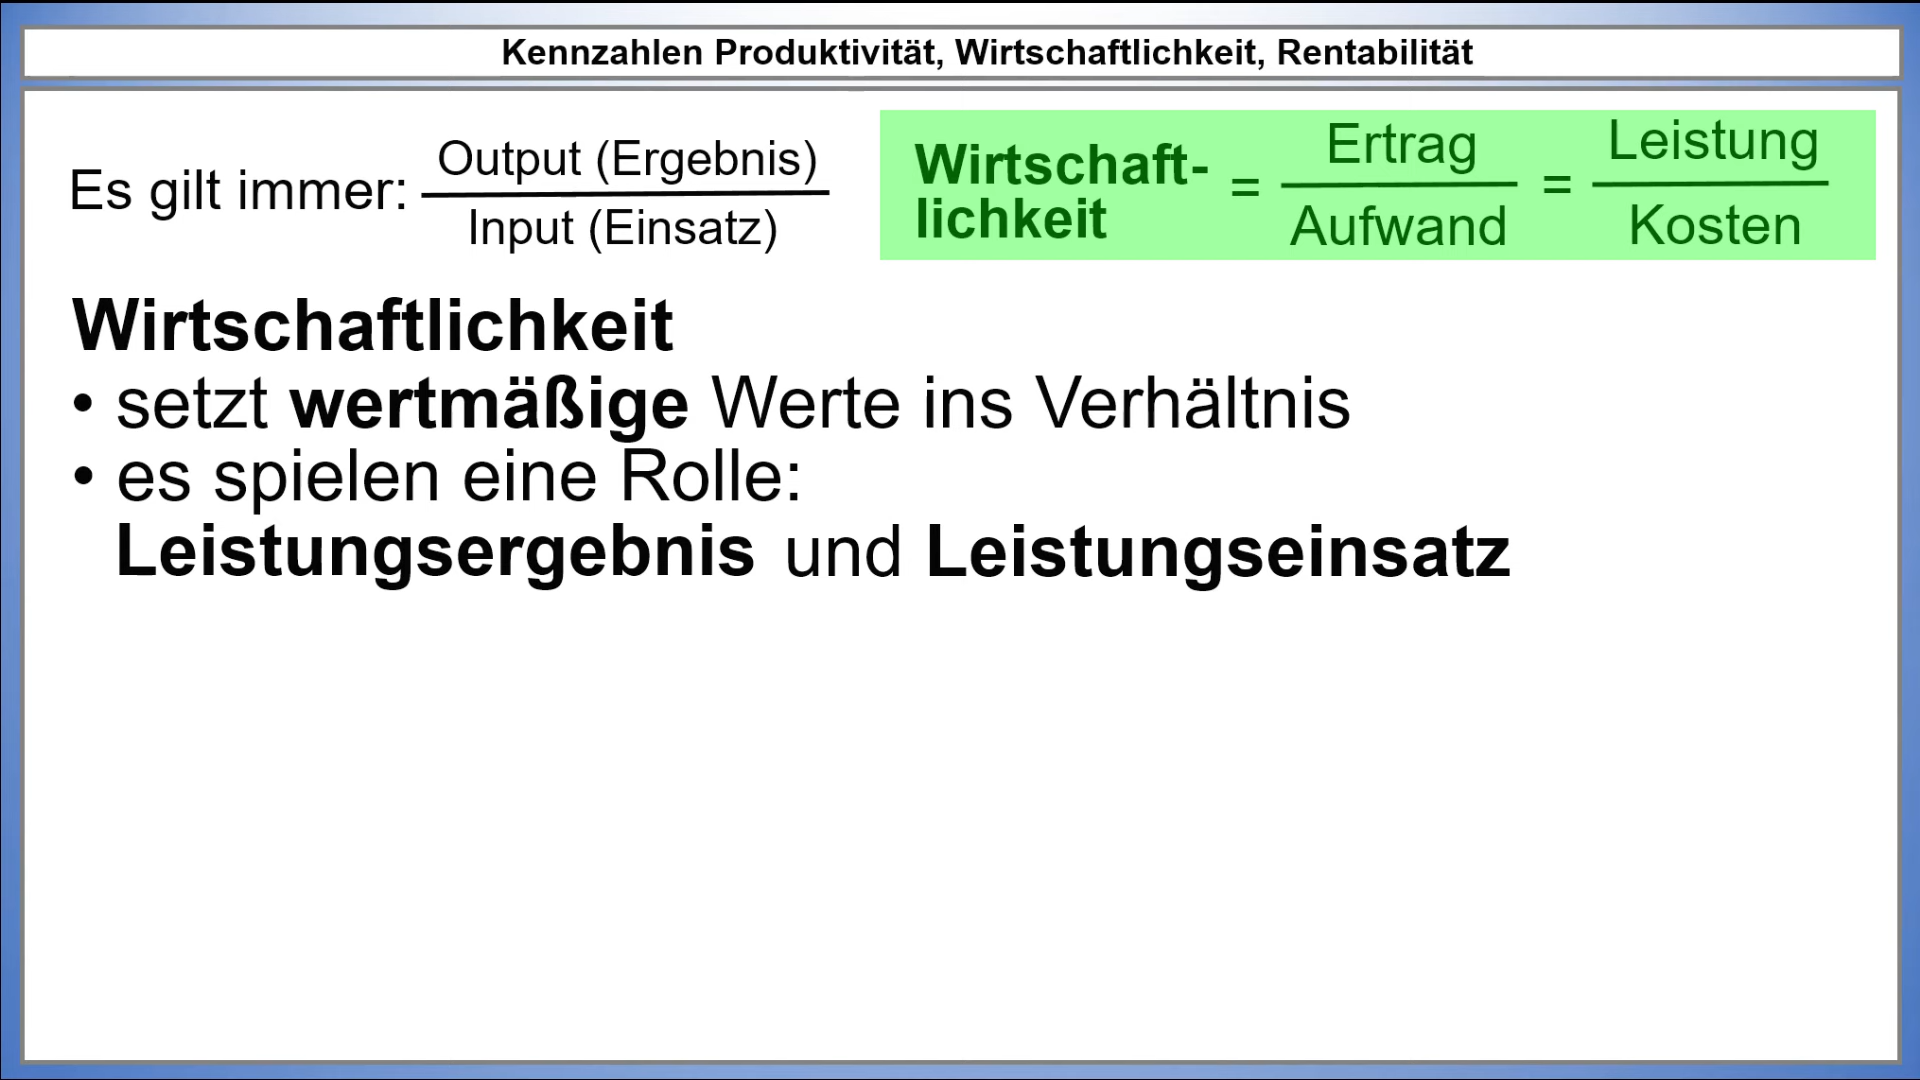 Kennzahlen Produktivität, Wirtschaftlichkeit, Rentabilität
Es gilt immer:
Output (Ergebnis)
Input (Einsatz)
Wirtschaft-
lichkeit
=
Ertrag
Aufwand
=
Leistung
Kosten
Wirtschaftlichkeit
• setzt wertmäßige Werte ins Verhältnis
• es spielen eine Rolle:
Leistungsergebnis und Leistungseinsatz